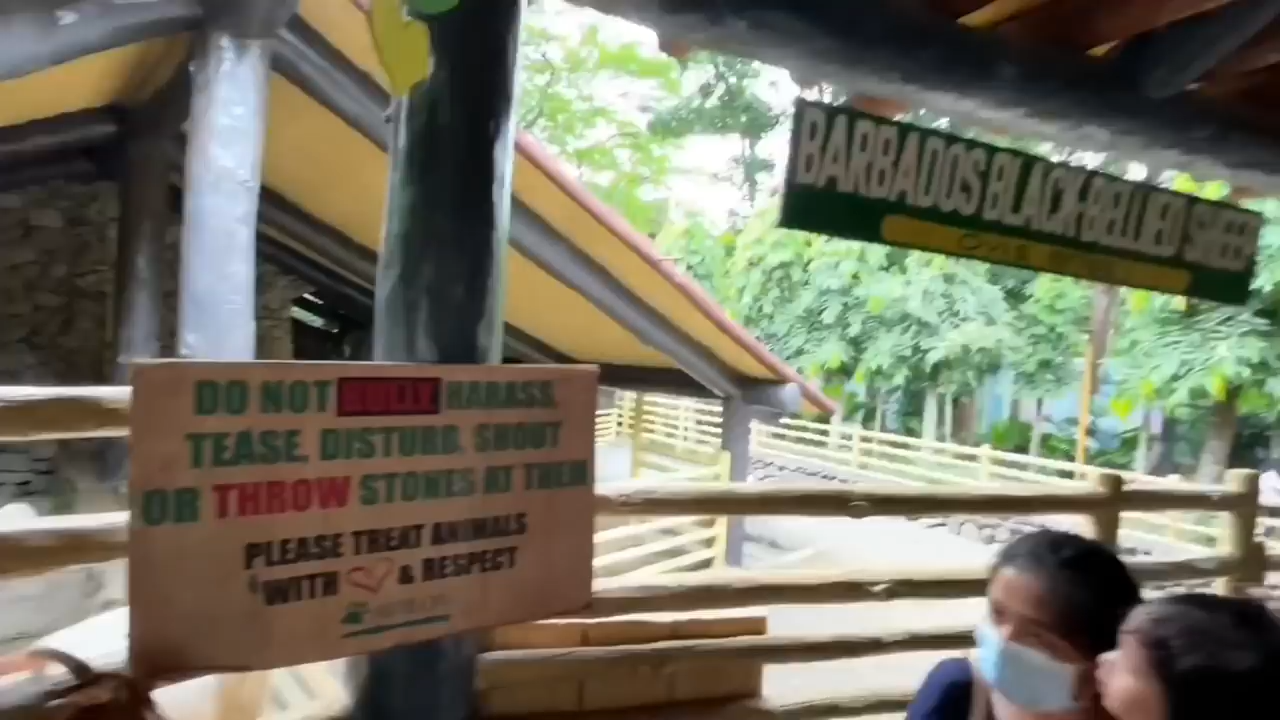 DO NOT BULLY HARASS,
TEASE, DISTURB, SHOUT
OR THROW STONES AT THEM
PLEASE TREAT ANIMALS
WITH & RESPECT
BARBADOS BLACK-BELLIED SHEEP